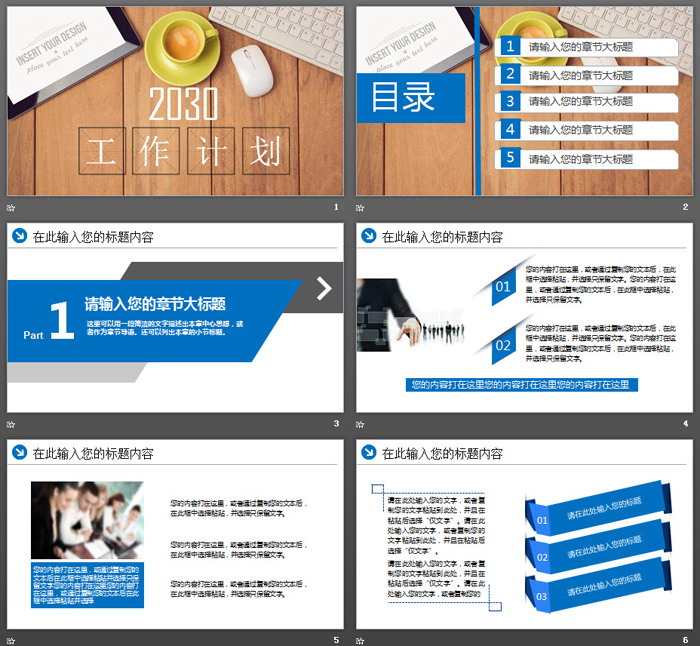 INSERT YOUR DESIGN
place your text here
2030
工作计划
1
INSERT YOUR DESIGN
place your text here
目录
1 请输入您的章节大标题
2 请输入您的章节大标题
3 请输入您的章节大标题
4 请输入您的章节大标题
5 请输入您的章节大标题
2
在此输入您的标题内容
Part 1
请输入您的章节大标题
这里可以用一段简洁的文字描述出本章中心思想，或
者作为章节导语。还可以列出本章的小节标题。
3
在此输入您的标题内容
01
您的内容打在这里，或者通过复制您的文本后，在此
框中选择粘贴，并选择只保留文字。您的内容打在这
里，或者通过复制您的文本后，在此框中选择粘贴，
并选择只保留文字。
02
您的内容打在这里，或者通过复制您的文本后，在此
框中选择粘贴，并选择只保留文字。您的内容打在这
里，或者通过复制您的文本后，在此框中选择粘贴，
并选择只保留文字。
您的内容打在这里您的内容打在这里您的内容打在这里
4
在此输入您的标题内容
您的内容打在这里，或通过复制您的
文本后在此框中选择粘贴并选择只保
留文字您的内容打在这里您的内容打
在这里，或通过复制您的文本后在此
框中选择粘贴并选择
您的内容打在这里，或者通过复制您的文本后，
在此框中选择粘贴，并选择只保留文字。
您的内容打在这里，或者通过复制您的文本后，
在此框中选择粘贴，并选择只保留文字。
您的内容打在这里，或者通过复制您的文本后，
在此框中选择粘贴，并选择只保留文字。
5
在此输入您的标题内容
请在此处输入您的文字，或者复
制您的文字粘贴到此处，并且在
粘贴后选择“仅文字”。请在此
处输入您的文字，或者复制您的
文字粘贴到此处，并且在粘贴后
选择“仅文字”。
请在此处输入您的文字，或者复
制您的文字粘贴到此处，并且在
粘贴后选择“仅文字”。请在此
处输入您的文字，或者复制您的
01 请在此处输入您的标题
02 请在此处输入您的标题
03 请在此处输入您的标题
6